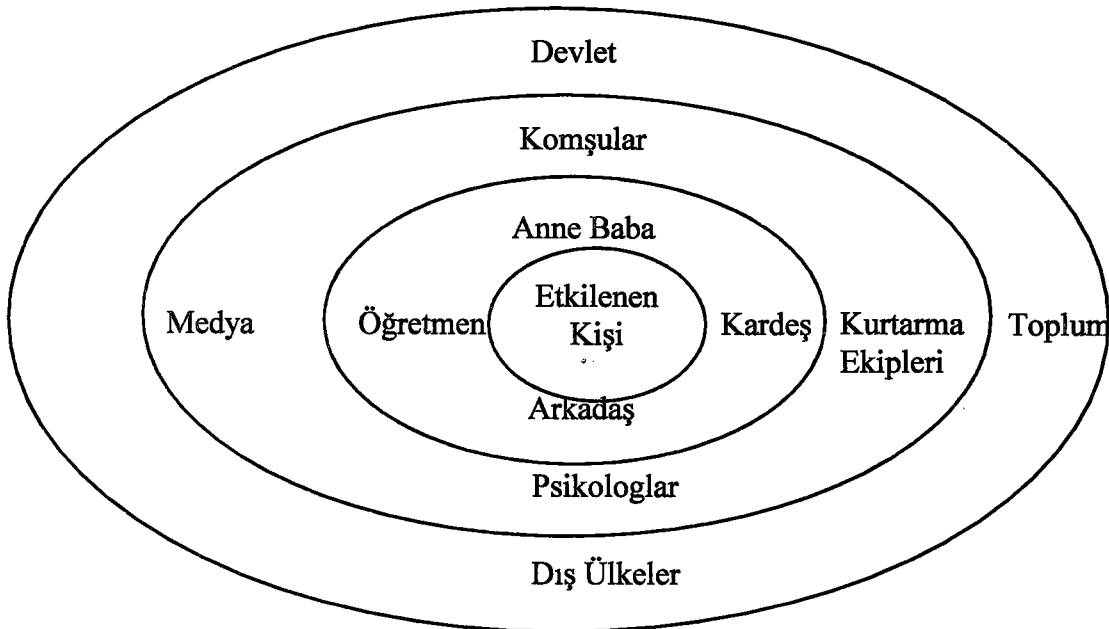 Devlet
Komşular
Anne Baba
Etkilenen
Kişi
Medya
Öğretmen
Kardeş
Kurtarma
Ekipleri
Toplum
Arkadaş
Psikologlar
Dış Ülkeler